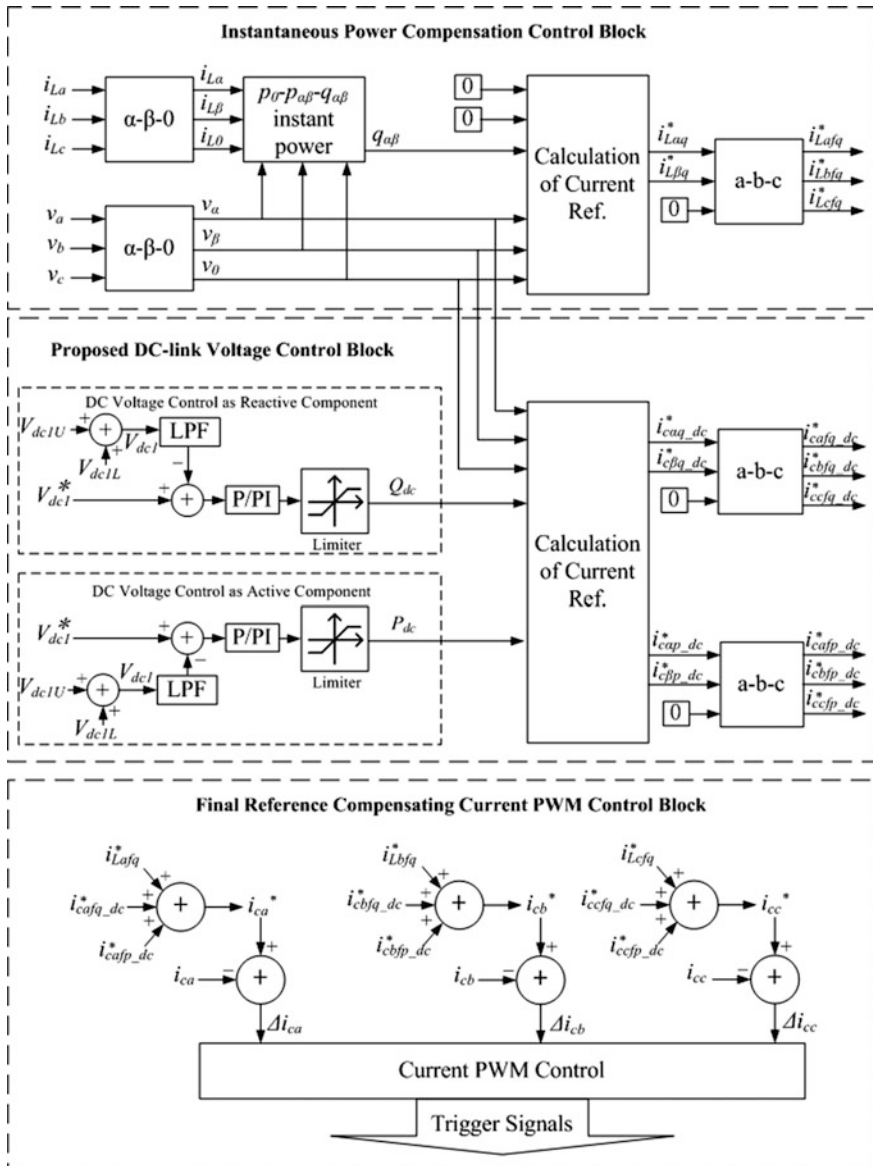 Instantaneous Power Compensation Control Block
i_La
i_Lb
i_Lc
α-β-0
i_Lα
i_Lβ
i_L0
p_0-p_αβ-q_αβ
instant
power
q_αβ
0
0
v_a
v_b
v_c
α-β-0
v_α
v_β
v_0
Calculation
of Current
Ref.
i*_Lαq
i*_Lβq
0
a-b-c
i*_Lafq
i*_Lbfq
i*_Lcfq
Proposed DC-link Voltage Control Block
DC Voltage Control as Reactive Component
V_dc1U
+
+
+
V_dc1L
V_dc1
LPF
−
V_dc1*
+
+
P/PI
Limiter
Q_dc
DC Voltage Control as Active Component
V_dc1*
+
+
−
P/PI
Limiter
P_dc
V_dc1U
+
+
+
V_dc1L
V_dc1
LPF
Calculation
of Current
Ref.
i*_cαq_dc
i*_cβq_dc
0
a-b-c
i*_cafq_dc
i*_cbfq_dc
i*_ccfq_dc
i*_cαp_dc
i*_cβp_dc
0
a-b-c
i*_cafp_dc
i*_cbfp_dc
i*_ccfp_dc
Final Reference Compensating Current PWM Control Block
i*_Lafq
+
i*_cafq_dc
+
+
i*_cafp_dc
+
i_ca*
+
i_ca
−
+
Δi_ca
i*_Lbfq
+
i*_cbfq_dc
+
+
i*_cbfp_dc
+
i_cb*
+
i_cb
−
+
Δi_cb
i*_Lcfq
+
i*_ccfq_dc
+
+
i*_ccfp_dc
+
i_cc*
+
i_cc
−
+
Δi_cc
Current PWM Control
Trigger Signals